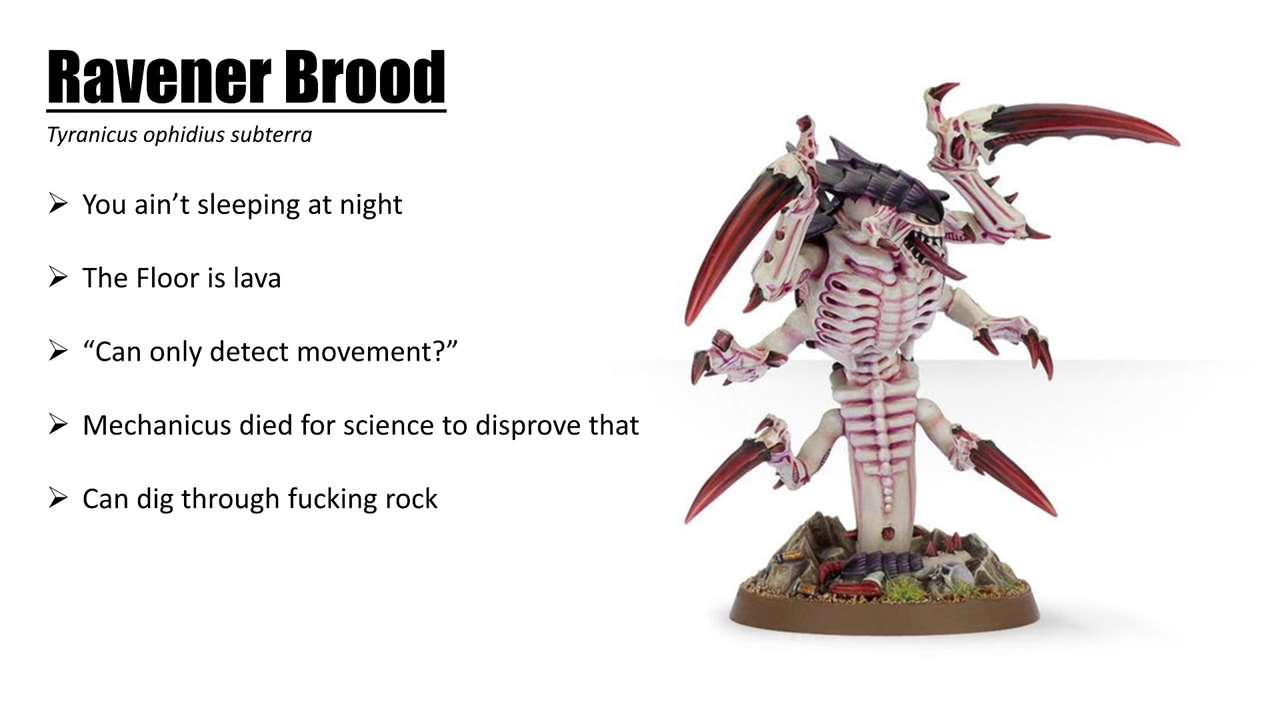 Ravener Brood
Tyranicus ophidius subterra
You ain’t sleeping at night
The Floor is lava
“Can only detect movement?”
Mechanicus died for science to disprove that
Can dig through fucking rock